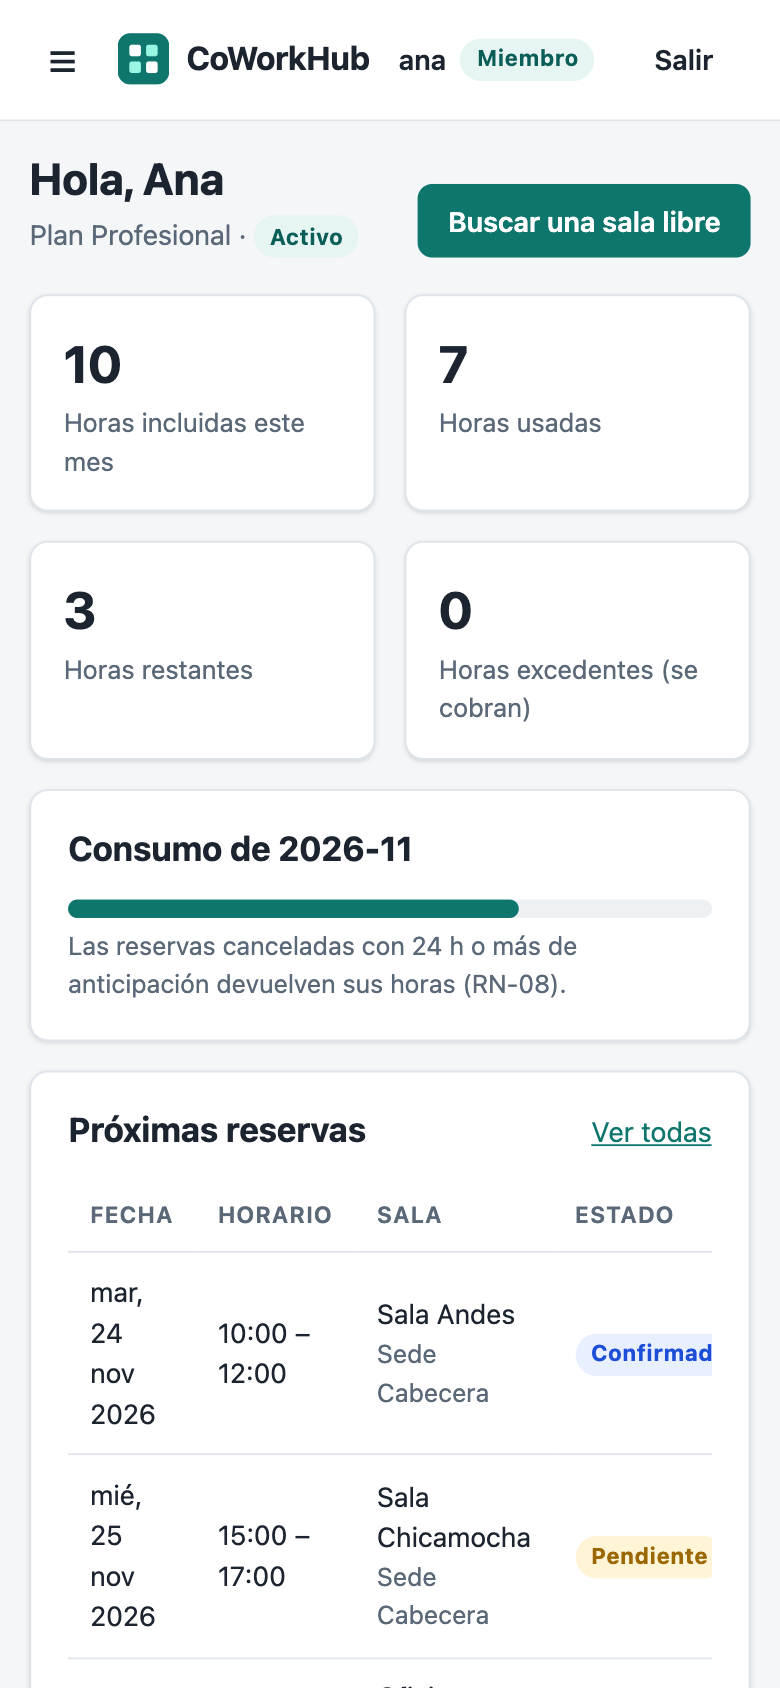 CoWorkHub ana Miembro Salir
Hola, Ana
Plan Profesional · Activo
Buscar una sala libre
10
Horas incluidas este
mes
7
Horas usadas
3
Horas restantes
0
Horas excedentes (se
cobran)
Consumo de 2026-11
Las reservas canceladas con 24 h o más de
anticipación devuelven sus horas (RN-08).
Próximas reservas Ver todas
FECHA HORARIO SALA ESTADO
mar,
24
nov
2026
10:00 –
12:00
Sala Andes
Sede
Cabecera
Confirmad
mié,
25
nov
2026
15:00 –
17:00
Sala
Chicamocha
Sede
Cabecera
Pendiente